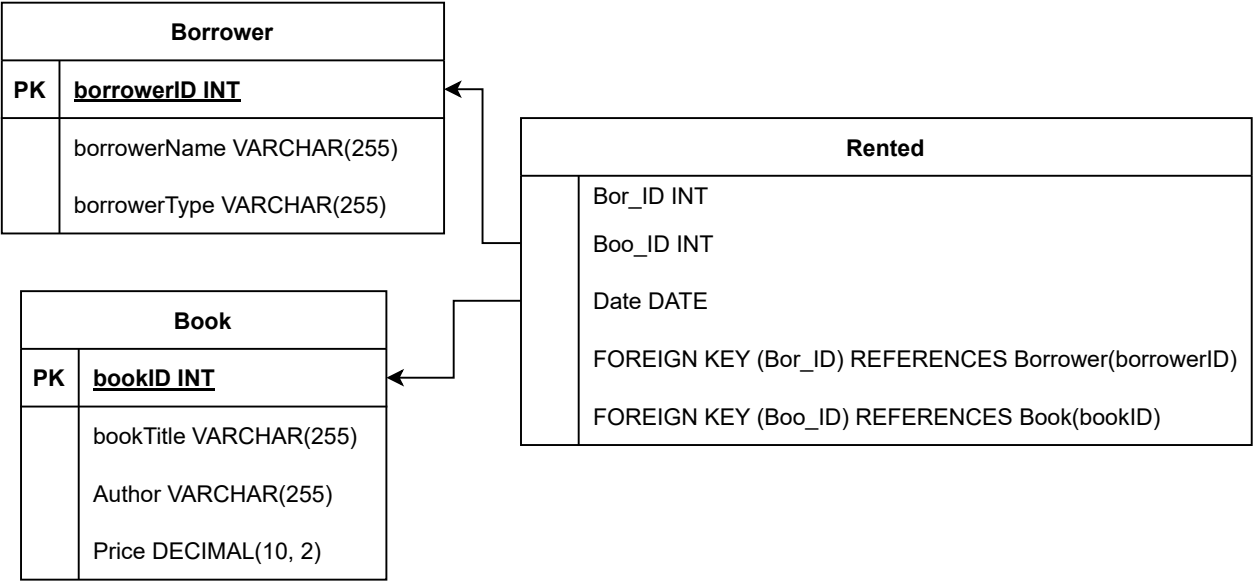 Borrower
PK borrowerID INT
borrowerName VARCHAR(255)
borrowerType VARCHAR(255)
Book
PK bookID INT
bookTitle VARCHAR(255)
Author VARCHAR(255)
Price DECIMAL(10, 2)
Rented
Bor_ID INT
Boo_ID INT
Date DATE
FOREIGN KEY (Bor_ID) REFERENCES Borrower(borrowerID)
FOREIGN KEY (Boo_ID) REFERENCES Book(bookID)